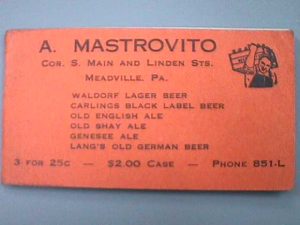 A. MASTROVITO
COR. S. MAIN AND LINDEN STS.
MEADVILLE, PA.
WALDORF LAGER BEER
CARLINGS BLACK LABEL BEER
OLD ENGLISH ALE
OLD SHAY ALE
GENESEE ALE
LANG'S OLD GERMAN BEER
3 FOR 25C — $2.00 CASE — PHONE 851-L